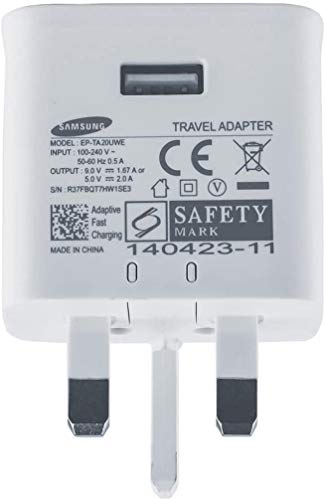 SAMSUNG
TRAVEL ADAPTER
MODEL : EP-TA20UWE
INPUT : 100-240 V ~
50-60 Hz 0.5 A
OUTPUT : 9.0 V ⎓ 1.67 A or
5.0 V ⎓ 2.0 A
S/N : R37FBQT7HW1SE3
CE
V
Adaptive
Fast
Charging
MADE IN CHINA
SAFETY
MARK
140423-11